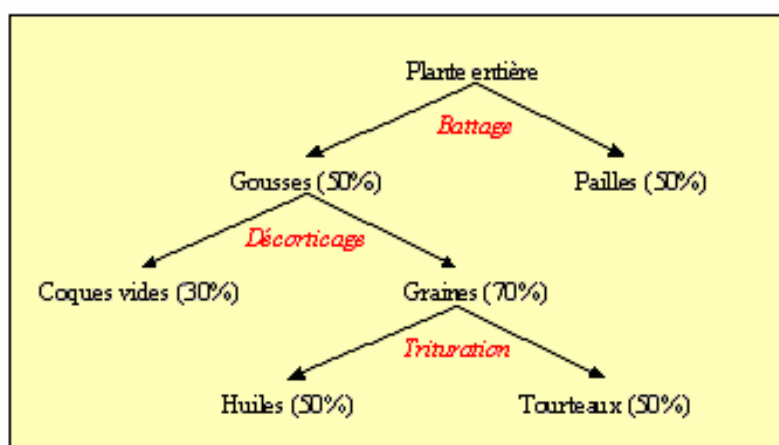 Plante entière
Battage
Gousses (50%) Pailles (50%)
Décorticage
Coques vides (30%) Graines (70%)
Trituration
Huiles (50%) Tourteaux (50%)